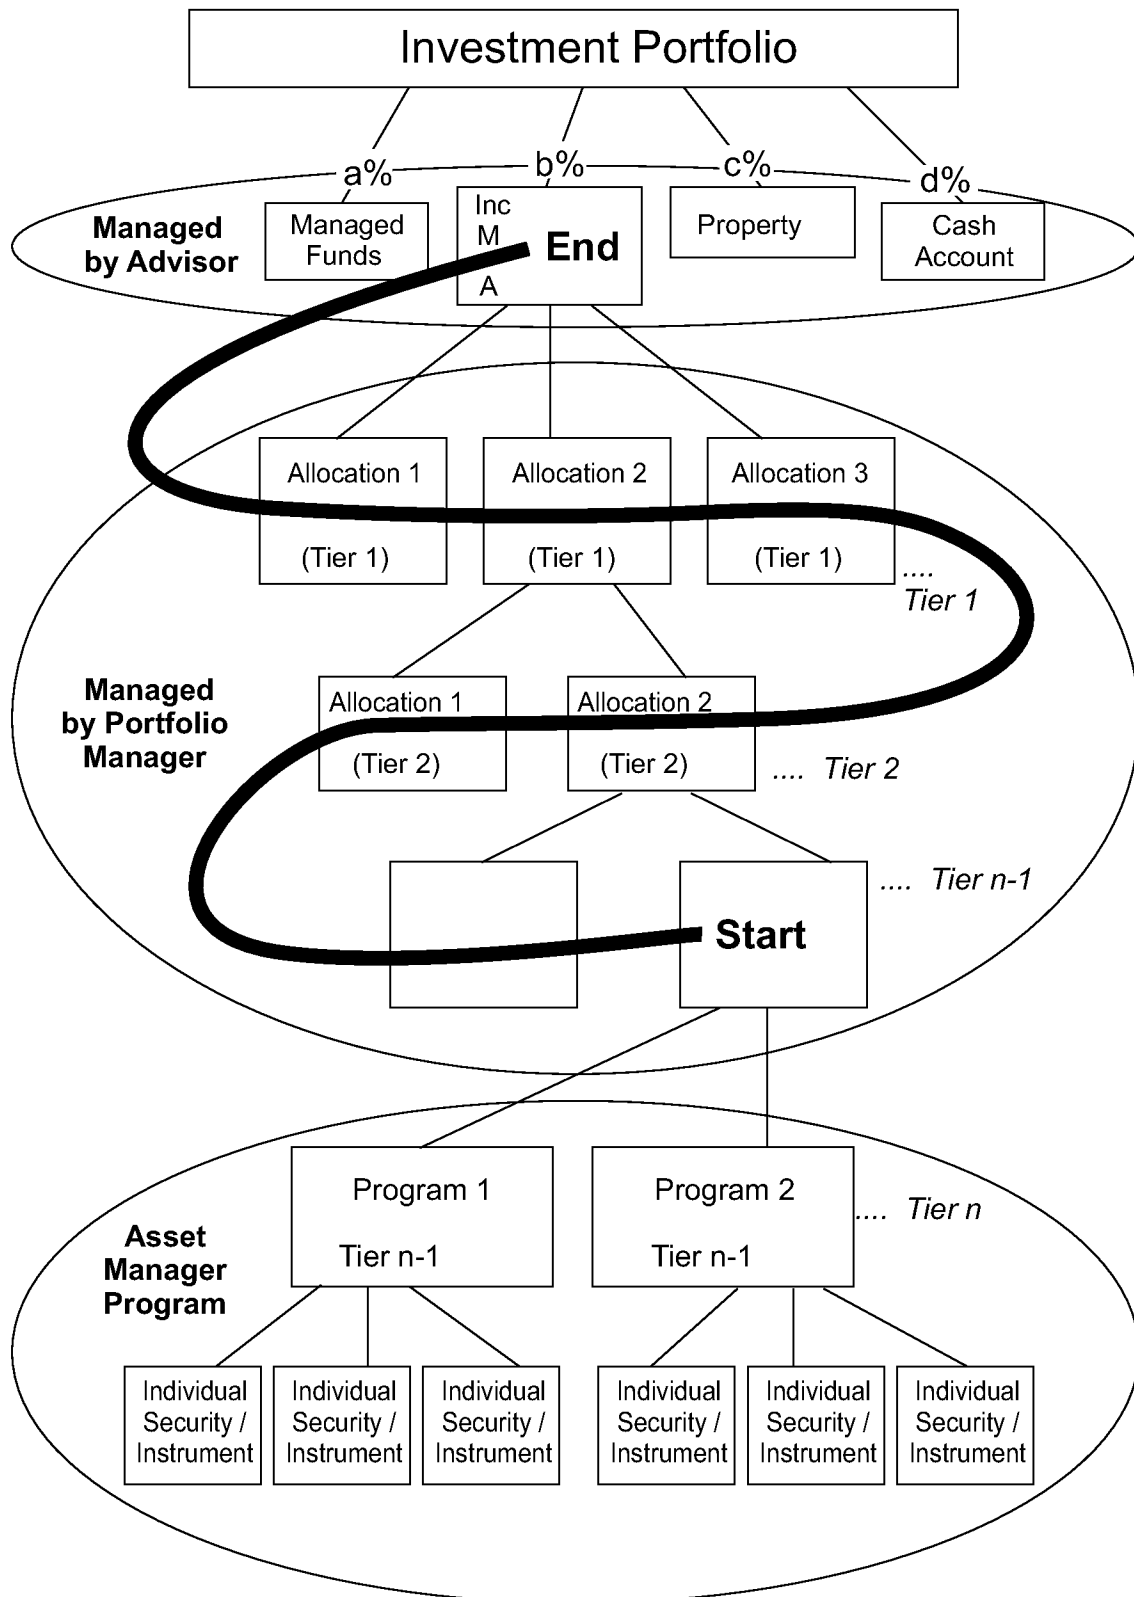 Investment Portfolio
a%
b%
c%
d%
Managed
by Advisor
Managed
Funds
Inc
M
A
End
Property
Cash
Account
Allocation 1
(Tier 1)
Allocation 2
(Tier 1)
Allocation 3
(Tier 1)
....
Tier 1
Managed
by Portfolio
Manager
Allocation 1
(Tier 2)
Allocation 2
(Tier 2)
.... Tier 2
Start
.... Tier n-1
Asset
Manager
Program
Program 1
Tier n-1
Program 2
Tier n-1
.... Tier n
Individual
Security /
Instrument
Individual
Security /
Instrument
Individual
Security /
Instrument
Individual
Security /
Instrument
Individual
Security /
Instrument
Individual
Security /
Instrument